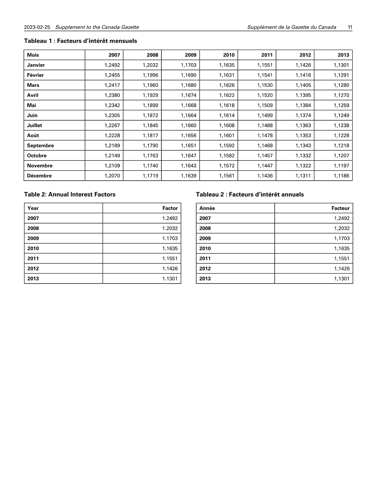 2023-02-25 Supplement to the Canada Gazette Supplément de la Gazette du Canada 11
Tableau 1 : Facteurs d'intérêt mensuels
Mois 2007 2008 2009 2010 2011 2012 2013
Janvier 1,2492 1,2032 1,1703 1,1635 1,1551 1,1426 1,1301
Février 1,2455 1,1996 1,1690 1,1631 1,1541 1,1416 1,1291
Mars 1,2417 1,1960 1,1680 1,1626 1,1530 1,1405 1,1280
Avril 1,2380 1,1929 1,1674 1,1622 1,1520 1,1395 1,1270
Mai 1,2342 1,1899 1,1668 1,1618 1,1509 1,1384 1,1259
Juin 1,2305 1,1872 1,1664 1,1614 1,1499 1,1374 1,1249
Juillet 1,2267 1,1845 1,1660 1,1608 1,1488 1,1363 1,1238
Août 1,2228 1,1817 1,1656 1,1601 1,1478 1,1353 1,1228
Septembre 1,2189 1,1790 1,1651 1,1592 1,1468 1,1343 1,1218
Octobre 1,2149 1,1763 1,1647 1,1582 1,1457 1,1332 1,1207
Novembre 1,2109 1,1740 1,1643 1,1572 1,1447 1,1322 1,1197
Décembre 1,2070 1,1719 1,1639 1,1561 1,1436 1,1311 1,1186
Table 2: Annual Interest Factors
Year Factor
2007 1.2492
2008 1.2032
2009 1.1703
2010 1.1635
2011 1.1551
2012 1.1426
2013 1.1301
Tableau 2 : Facteurs d'intérêt annuels
Année Facteur
2007 1,2492
2008 1,2032
2009 1,1703
2010 1,1635
2011 1,1551
2012 1,1426
2013 1,1301